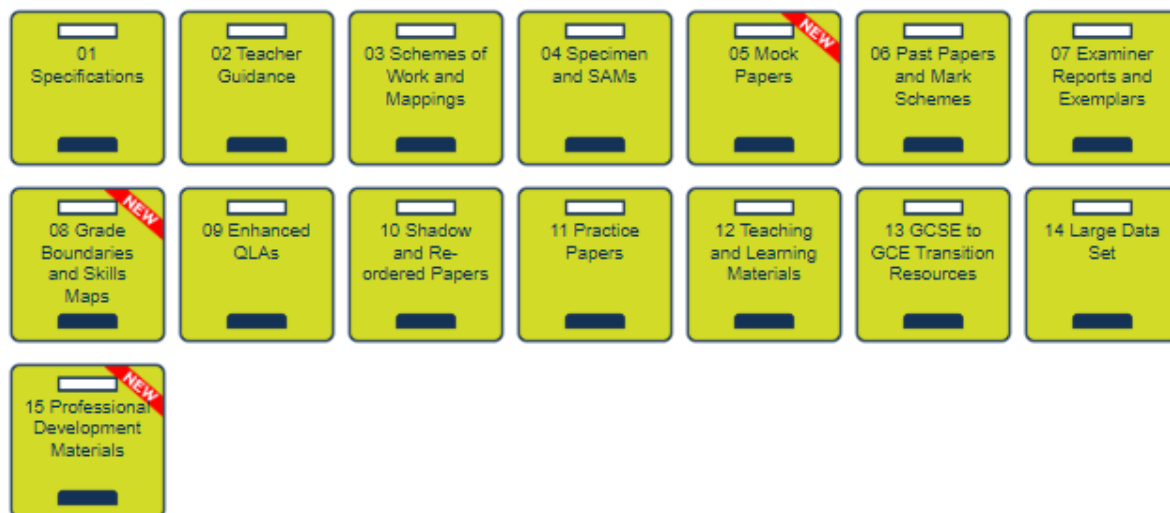 01
Specifications
02 Teacher
Guidance
03 Schemes of
Work and
Mappings
04 Specimen
and SAMs
NEW
05 Mock
Papers
06 Past Papers
and Mark
Schemes
07 Examiner
Reports and
Exemplars
NEW
08 Grade
Boundaries
and Skills
Maps
09 Enhanced
QLAs
10 Shadow
and Re-
ordered Papers
11 Practice
Papers
12 Teaching
and Learning
Materials
13 GCSE to
GCE Transition
Resources
14 Large Data
Set
NEW
15 Professional
Development
Materials